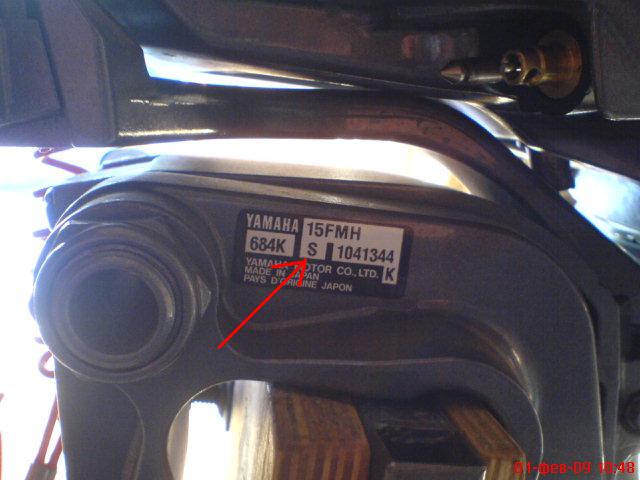 YAMAHA 15FMH
684K S 1041344
YAMAHA MOTOR CO.,LTD. K
MADE IN JAPAN
PAYS D'ORIGINE JAPON
01-фев-09 10:48